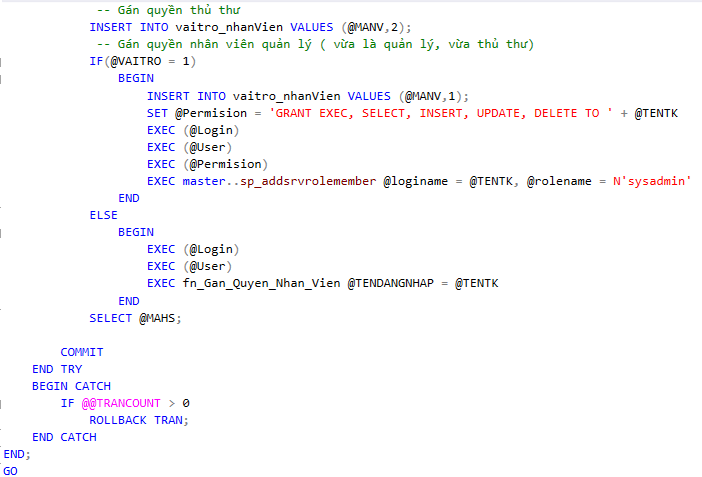 -- Gán quyền thủ thư
INSERT INTO vaitro_nhanVien VALUES (@MANV,2);
-- Gán quyền nhân viên quản lý ( vừa là quản lý, vừa thủ thư)
IF(@VAITRO = 1)
BEGIN
INSERT INTO vaitro_nhanVien VALUES (@MANV,1);
SET @Permision = 'GRANT EXEC, SELECT, INSERT, UPDATE, DELETE TO ' + @TENTK
EXEC (@Login)
EXEC (@User)
EXEC (@Permision)
EXEC master..sp_addsrvrolemember @loginame = @TENTK, @rolename = N'sysadmin'
END
ELSE
BEGIN
EXEC (@Login)
EXEC (@User)
EXEC fn_Gan_Quyen_Nhan_Vien @TENDANGNHAP = @TENTK
END
SELECT @MAHS;
COMMIT
END TRY
BEGIN CATCH
IF @@TRANCOUNT > 0
ROLLBACK TRAN;
END CATCH
END;
GO